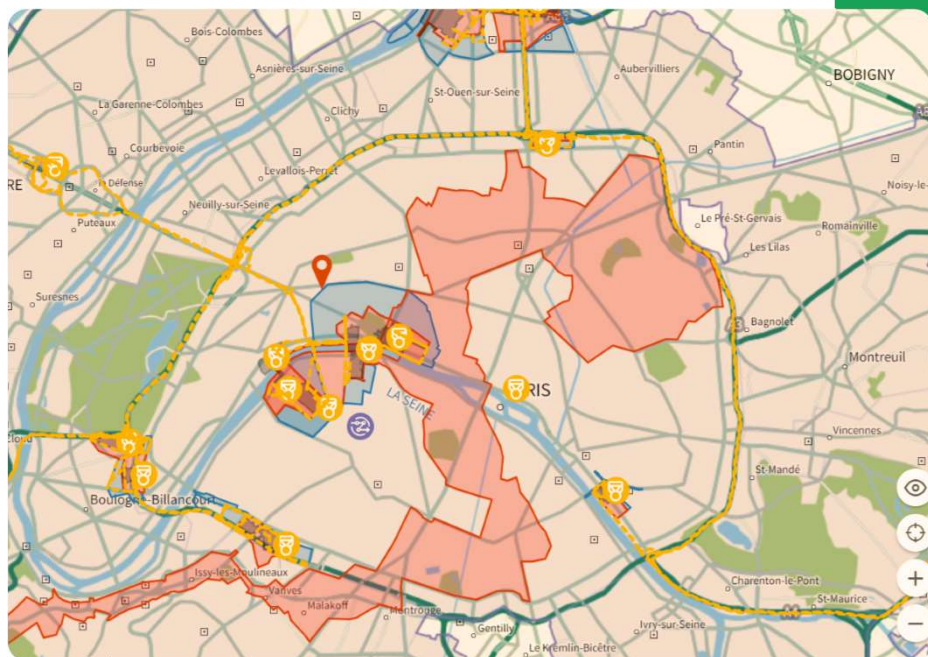 Bois-Colombes
Asnières-sur-Seine
Aubervilliers
BOBIGNY
St-Ouen-sur-Seine
La Garenne-Colombes
Clichy
Courbevoie
Pantin
Levallois-Perret
RE
la Défense
Noisy-le-
Neuilly-sur-Seine
Puteaux
Le Pré-St-Gervais
Romainville
Les Lilas
Suresnes
Bagnolet
Montreuil
RIS
LA SEINE
Vincennes
St-Mandé
Boulogne-Billancourt
Issy-les-Moulineaux
Vanves
Malakoff
Montrouge
Charenton-le-Pont
St-Maurice
Gentilly
Ivry-sur-Seine
Le Kremlin-Bicêtre